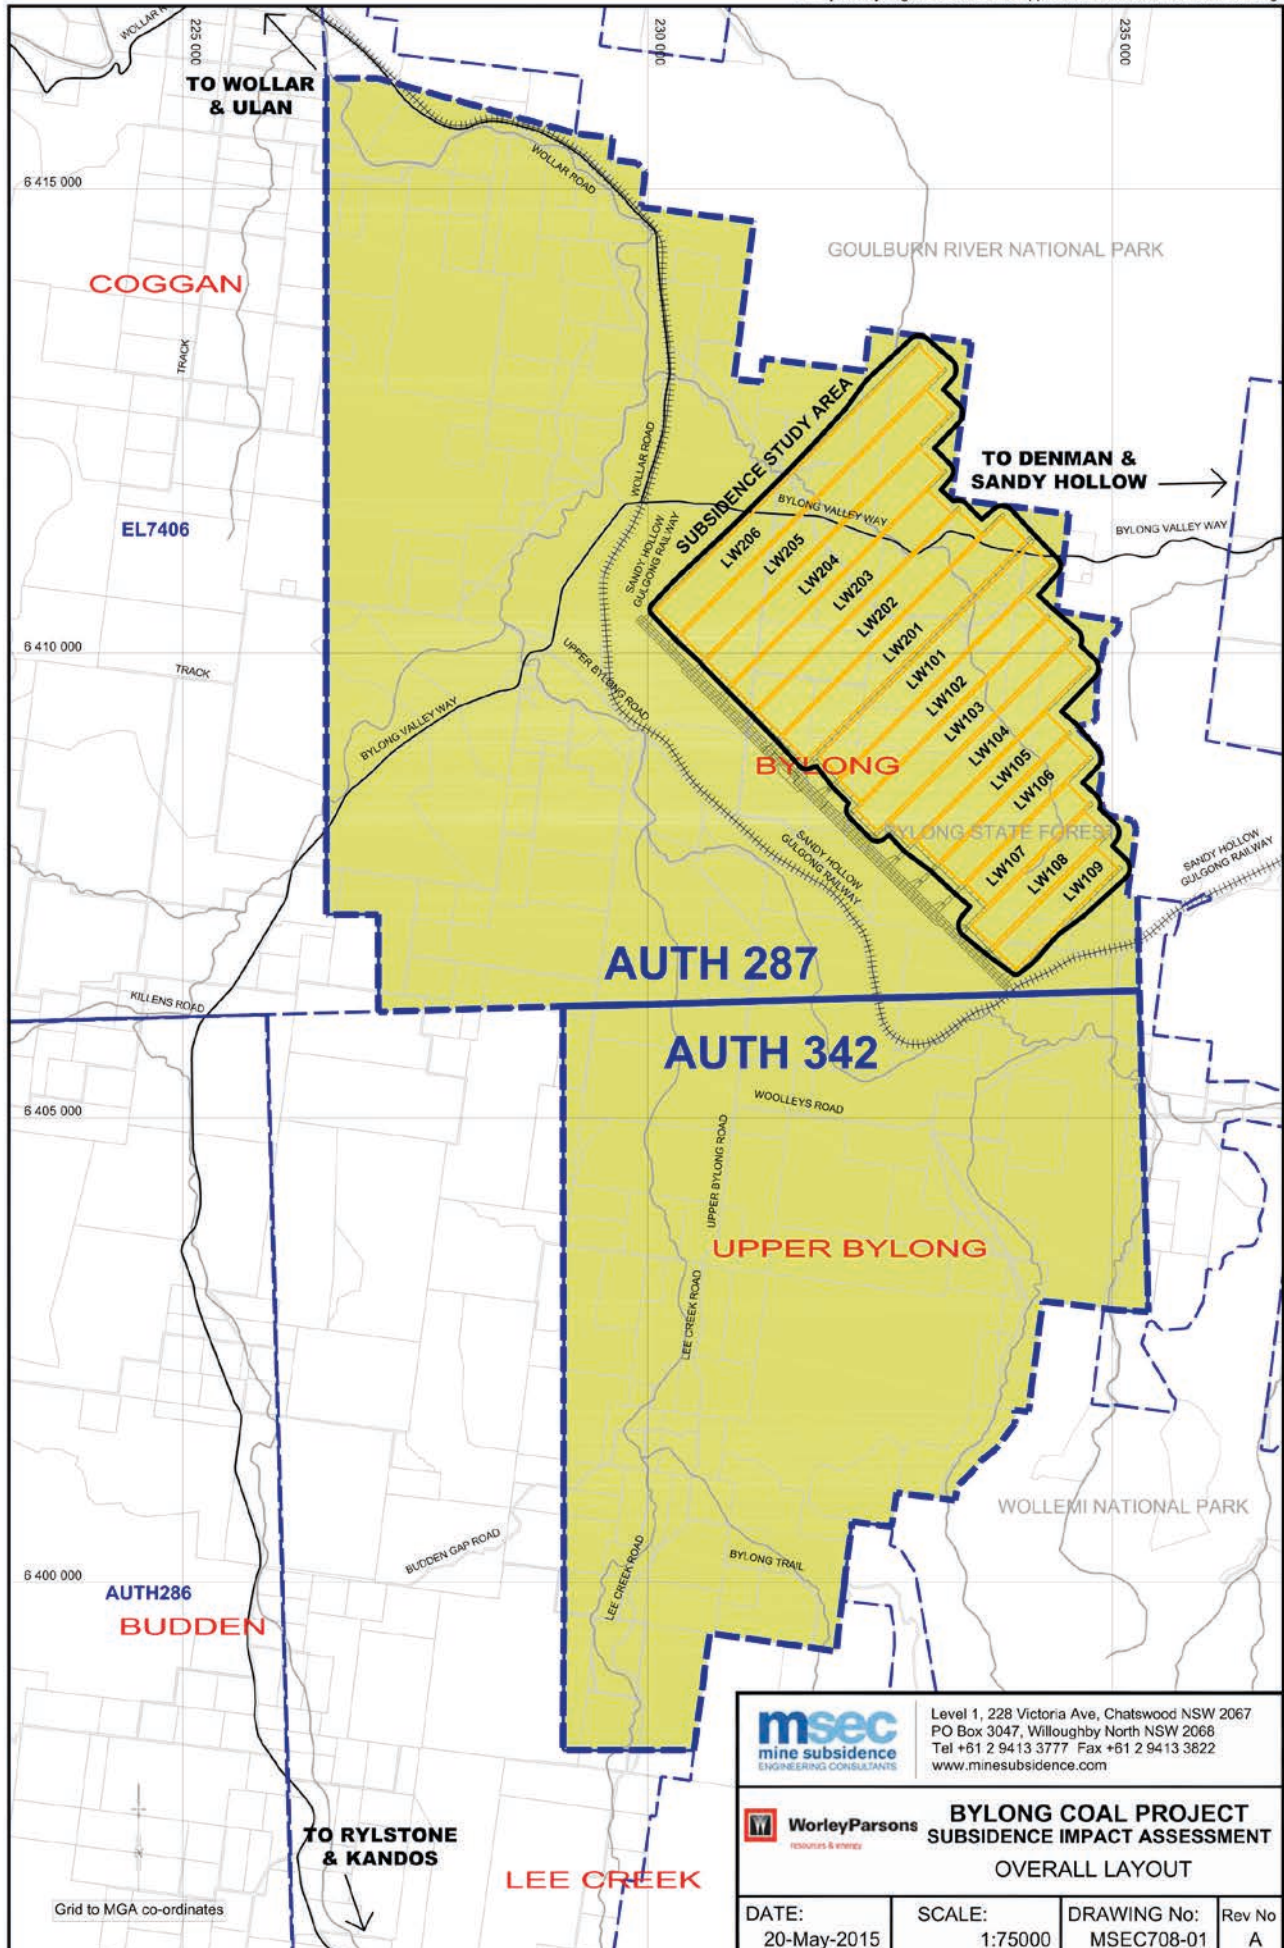 WOLLAR R
225 000
230 000
235 000
TO WOLLAR
& ULAN
WOLLAR ROAD
6 415 000
GOULBURN RIVER NATIONAL PARK
COGGAN
TRACK
SUBSIDENCE STUDY AREA
WOLLAR ROAD
TO DENMAN &
SANDY HOLLOW
BYLONG VALLEY WAY
BYLONG VALLEY WAY
EL7406
SANDY HOLLOW
GULGONG RAILWAY
LW206
LW205
LW204
LW203
LW202
LW201
LW101
LW102
LW103
LW104
LW105
LW106
LW107
LW108
LW109
6 410 000
TRACK
UPPER BYLONG ROAD
BYLONG VALLEY WAY
BYLONG
BYLONG STATE FOREST
SANDY HOLLOW
GULGONG RAILWAY
SANDY HOLLOW
GULGONG RAILWAY
AUTH 287
KILLENS ROAD
AUTH 342
WOOLLEYS ROAD
6 405 000
UPPER BYLONG ROAD
UPPER BYLONG
LEE CREEK ROAD
WOLLEMI NATIONAL PARK
BUDDEN GAP ROAD
BYLONG TRAIL
LEE CREEK ROAD
6 400 000
AUTH286
BUDDEN
TO RYLSTONE
& KANDOS
LEE CREEK
Grid to MGA co-ordinates
msec
mine subsidence
ENGINEERING CONSULTANTS
Level 1, 228 Victoria Ave, Chatswood NSW 2067
PO Box 3047, Willoughby North NSW 2068
Tel +61 2 9413 3777 Fax +61 2 9413 3822
www.minesubsidence.com
WorleyParsons
resources & energy
BYLONG COAL PROJECT
SUBSIDENCE IMPACT ASSESSMENT
OVERALL LAYOUT
DATE:
20-May-2015
SCALE:
1:75000
DRAWING No:
MSEC708-01
Rev No
A